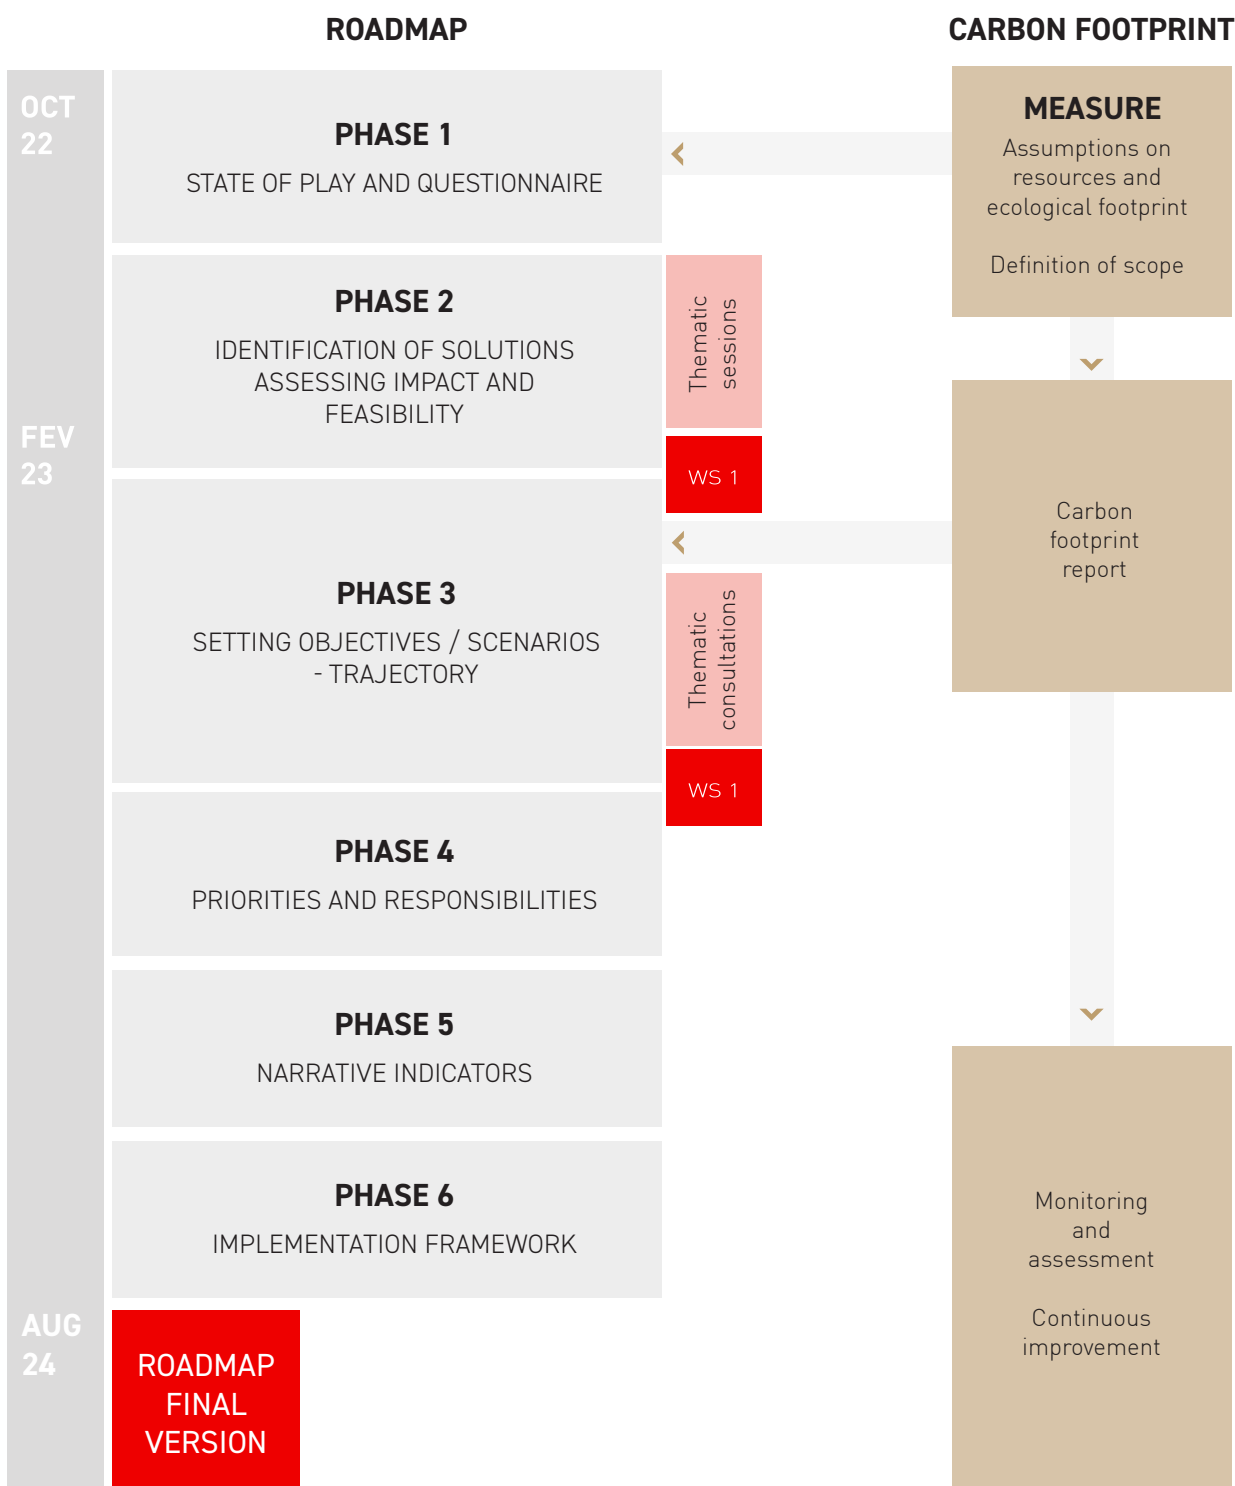 ROADMAP
CARBON FOOTPRINT
OCT
22
PHASE 1
STATE OF PLAY AND QUESTIONNAIRE
MEASURE
Assumptions on
resources and
ecological footprint
Definition of scope
PHASE 2
IDENTIFICATION OF SOLUTIONS
ASSESSING IMPACT AND
FEASIBILITY
Thematic
sessions
FEV
23
WS 1
Carbon
footprint
report
PHASE 3
SETTING OBJECTIVES / SCENARIOS
- TRAJECTORY
Thematic
consultations
WS 1
PHASE 4
PRIORITIES AND RESPONSIBILITIES
PHASE 5
NARRATIVE INDICATORS
PHASE 6
IMPLEMENTATION FRAMEWORK
Monitoring
and
assessment
Continuous
improvement
AUG
24
ROADMAP
FINAL
VERSION